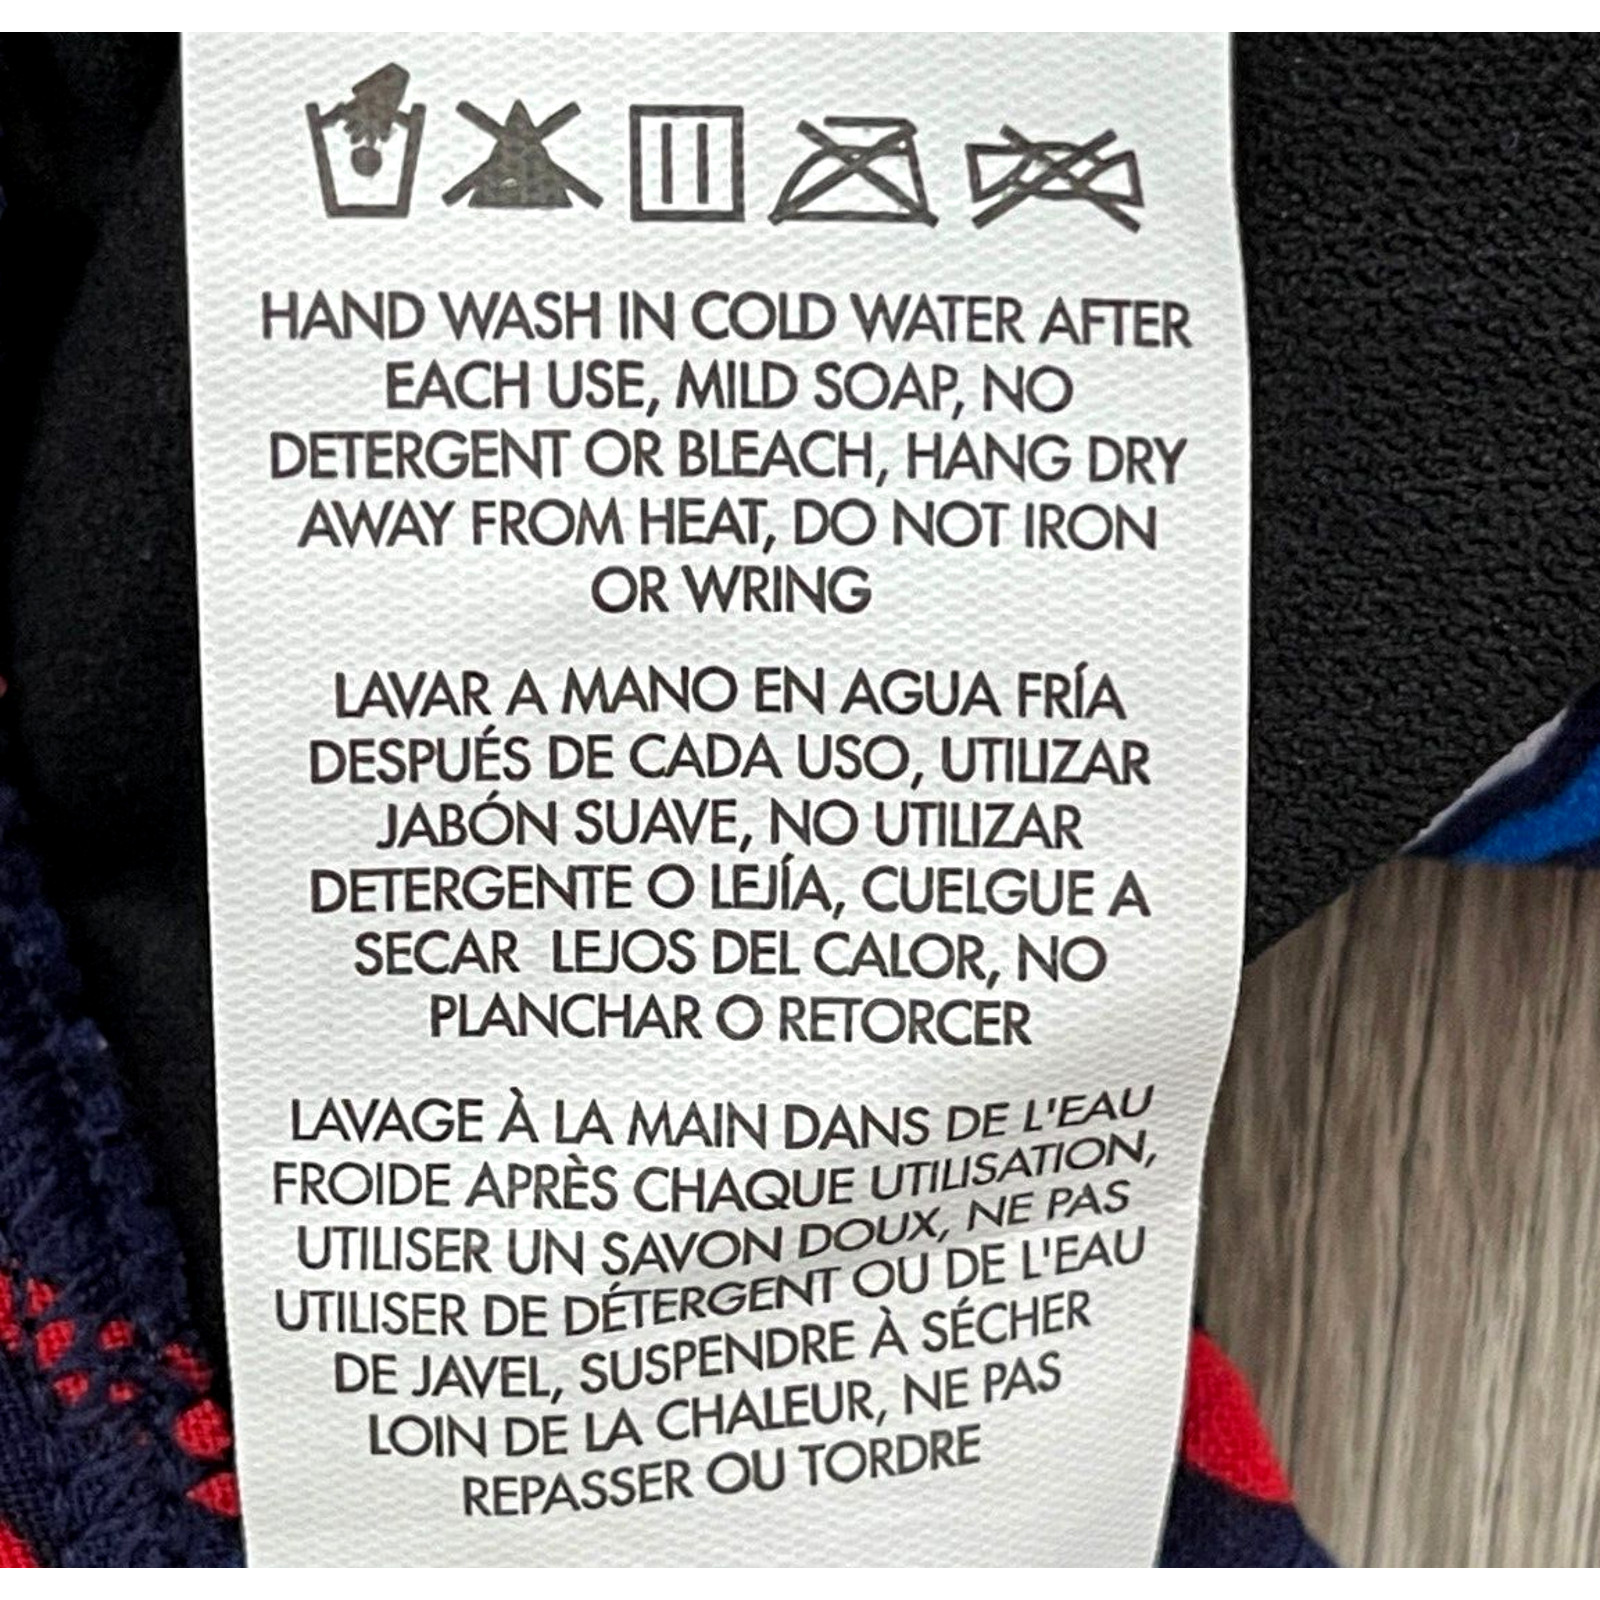 HAND WASH IN COLD WATER AFTER
EACH USE, MILD SOAP, NO
DETERGENT OR BLEACH, HANG DRY
AWAY FROM HEAT, DO NOT IRON
OR WRING
LAVAR A MANO EN AGUA FRÍA
DESPUÉS DE CADA USO, UTILIZAR
JABÓN SUAVE, NO UTILIZAR
DETERGENTE O LEJÍA, CUELGUE A
SECAR LEJOS DEL CALOR, NO
PLANCHAR O RETORCER
LAVAGE À LA MAIN DANS DE L'EAU
FROIDE APRÈS CHAQUE UTILISATION,
UTILISER UN SAVON DOUX, NE PAS
UTILISER DE DÉTERGENT OU DE L'EAU
DE JAVEL, SUSPENDRE À SÉCHER
LOIN DE LA CHALEUR, NE PAS
REPASSER OU TORDRE